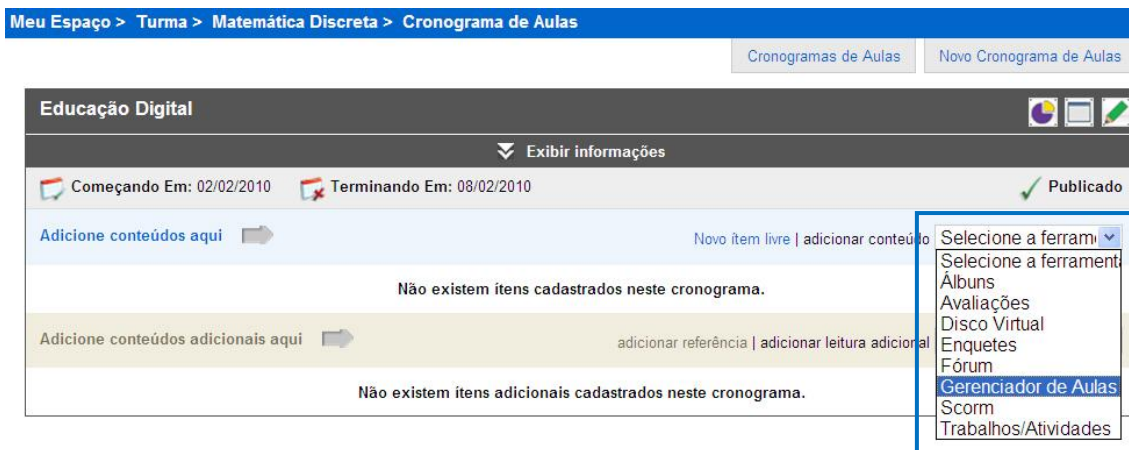 Meu Espaço > Turma > Matemática Discreta > Cronograma de Aulas
Cronogramas de Aulas Novo Cronograma de Aulas
Educação Digital
Exibir informações
Começando Em: 02/02/2010 Terminando Em: 08/02/2010 Publicado
Adicione conteúdos aqui Novo ítem livre | adicionar conteúdo Selecione a ferram
Selecione a ferramenta
Álbuns
Avaliações
Disco Virtual
Enquetes
Fórum
Gerenciador de Aulas
Scorm
Trabalhos/Atividades
Não existem ítens cadastrados neste cronograma.
Adicione conteúdos adicionais aqui adicionar referência | adicionar leitura adicional
Não existem ítens adicionais cadastrados neste cronograma.